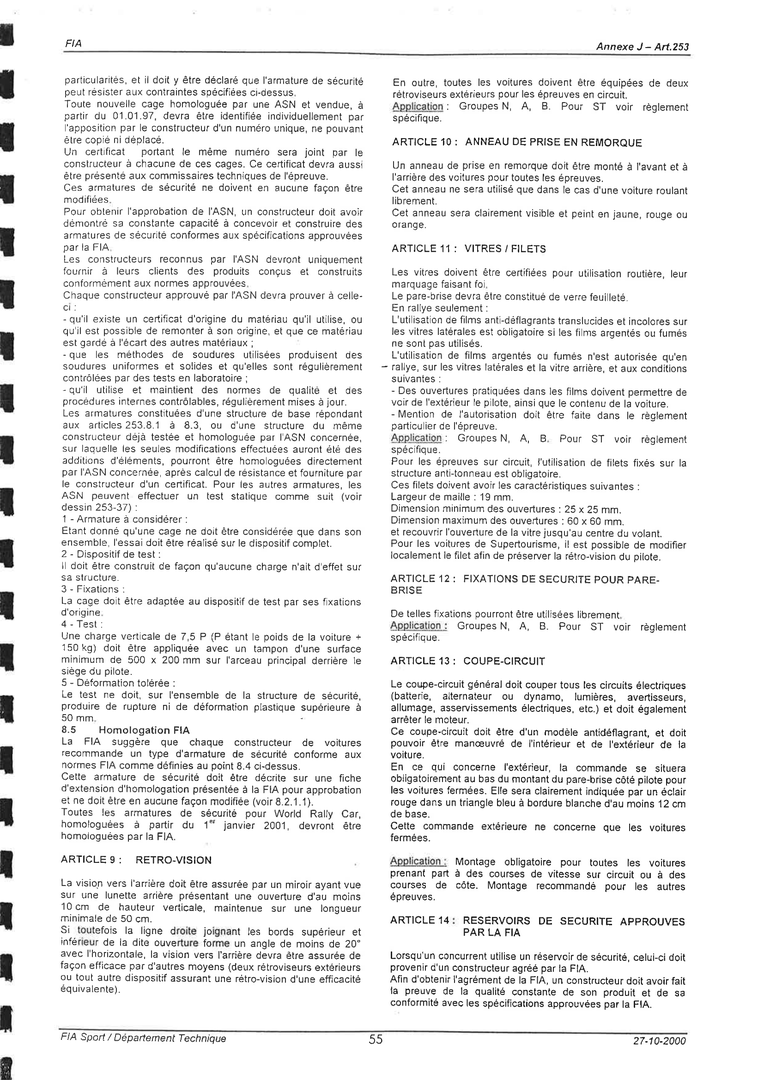 FIA
Annexe J – Art.253
particularités, et il doit y être déclaré que l'armature de sécurité
peut résister aux contraintes spécifiées ci-dessus.
Toute nouvelle cage homologuée par une ASN et vendue, à
partir du 01.01.97, devra être identifiée individuellement par
l'apposition par le constructeur d'un numéro unique, ne pouvant
être copié ni déplacé.
Un certificat portant le même numéro sera joint par le
constructeur à chacune de ces cages. Ce certificat devra aussi
être présenté aux commissaires techniques de l'épreuve.
Ces armatures de sécurité ne doivent en aucune façon être
modifiées.
Pour obtenir l'approbation de l'ASN, un constructeur doit avoir
démontré sa constante capacité à concevoir et construire des
armatures de sécurité conformes aux spécifications approuvées
par la FIA.
Les constructeurs reconnus par l'ASN devront uniquement
fournir à leurs clients des produits conçus et construits
conformément aux normes approuvées.
Chaque constructeur approuvé par l'ASN devra prouver à celle-
ci :
- qu'il existe un certificat d'origine du matériau qu'il utilise, ou
qu'il est possible de remonter à son origine, et que ce matériau
est gardé à l'écart des autres matériaux ;
- que les méthodes de soudures utilisées produisent des
soudures uniformes et solides et qu'elles sont régulièrement
contrôlées par des tests en laboratoire ;
- qu'il utilise et maintient des normes de qualité et des
procédures internes contrôlables, régulièrement mises à jour.
Les armatures constituées d'une structure de base répondant
aux articles 253.8.1 à 8.3, ou d'une structure du même
constructeur déjà testée et homologuée par l'ASN concernée,
sur laquelle les seules modifications effectuées auront été des
additions d'éléments, pourront être homologuées directement
par l'ASN concernée, après calcul de résistance et fourniture par
le constructeur d'un certificat. Pour les autres armatures, les
ASN peuvent effectuer un test statique comme suit (voir
dessin 253-37) :
1 - Armature à considérer :
Etant donné qu'une cage ne doit être considérée que dans son
ensemble, l'essai doit être réalisé sur le dispositif complet.
2 - Dispositif de test :
Il doit être construit de façon qu'aucune charge n'ait d'effet sur
sa structure.
3 - Fixations :
La cage doit être adaptée au dispositif de test par ses fixations
d'origine.
4 - Test :
Une charge verticale de 7,5 P (P étant le poids de la voiture +
150 kg) doit être appliquée avec un tampon d'une surface
minimum de 500 x 200 mm sur l'arceau principal derrière le
siège du pilote.
5 - Déformation tolérée :
Le test ne doit, sur l'ensemble de la structure de sécurité,
produire de rupture ni de déformation plastique supérieure à
50 mm.
8.5 Homologation FIA
La FIA suggère que chaque constructeur de voitures
recommande un type d'armature de sécurité conforme aux
normes FIA comme définies au point 8.4 ci-dessus.
Cette armature de sécurité doit être décrite sur une fiche
d'extension d'homologation présentée à la FIA pour approbation
et ne doit être en aucune façon modifiée (voir 8.2.1.1).
Toutes les armatures de sécurité pour World Rally Car,
homologuées à partir du 1er janvier 2001, devront être
homologuées par la FIA.
ARTICLE 9 : RETRO-VISION
La vision vers l'arrière doit être assurée par un miroir ayant vue
sur une lunette arrière présentant une ouverture d'au moins
10 cm de hauteur verticale, maintenue sur une longueur
minimale de 50 cm.
Si toutefois la ligne droite joignant les bords supérieur et
inférieur de la dite ouverture forme un angle de moins de 20°
avec l'horizontale, la vision vers l'arrière devra être assurée de
façon efficace par d'autres moyens (deux rétroviseurs extérieurs
ou tout autre dispositif assurant une rétro-vision d'une efficacité
équivalente).
En outre, toutes les voitures doivent être équipées de deux
rétroviseurs extérieurs pour les épreuves en circuit.
Application : Groupes N, A, B. Pour ST voir règlement
spécifique.
ARTICLE 10 : ANNEAU DE PRISE EN REMORQUE
Un anneau de prise en remorque doit être monté à l'avant et à
l'arrière des voitures pour toutes les épreuves.
Cet anneau ne sera utilisé que dans le cas d'une voiture roulant
librement.
Cet anneau sera clairement visible et peint en jaune, rouge ou
orange.
ARTICLE 11 : VITRES / FILETS
Les vitres doivent être certifiées pour utilisation routière, leur
marquage faisant foi.
Le pare-brise devra être constitué de verre feuilleté.
En rallye seulement :
L'utilisation de films anti-déflagrants translucides et incolores sur
les vitres latérales est obligatoire si les films argentés ou fumés
ne sont pas utilisés.
L'utilisation de films argentés ou fumés n'est autorisée qu'en
rallye, sur les vitres latérales et la vitre arrière, et aux conditions
suivantes :
- Des ouvertures pratiquées dans les films doivent permettre de
voir de l'extérieur le pilote, ainsi que le contenu de la voiture.
- Mention de l'autorisation doit être faite dans le règlement
particulier de l'épreuve.
Application : Groupes N, A, B. Pour ST voir règlement
spécifique.
Pour les épreuves sur circuit, l'utilisation de filets fixés sur la
structure anti-tonneau est obligatoire.
Ces filets doivent avoir les caractéristiques suivantes :
Largeur de maille : 19 mm.
Dimension minimum des ouvertures : 25 x 25 mm.
Dimension maximum des ouvertures : 60 x 60 mm.
et recouvrir l'ouverture de la vitre jusqu'au centre du volant.
Pour les voitures de Supertourisme, il est possible de modifier
localement le filet afin de préserver la rétro-vision du pilote.
ARTICLE 12 : FIXATIONS DE SECURITE POUR PARE-
BRISE
De telles fixations pourront être utilisées librement.
Application : Groupes N, A, B. Pour ST voir règlement
spécifique.
ARTICLE 13 : COUPE-CIRCUIT
Le coupe-circuit général doit couper tous les circuits électriques
(batterie, alternateur ou dynamo, lumières, avertisseurs,
allumage, asservissements électriques, etc.) et doit également
arrêter le moteur.
Ce coupe-circuit doit être d'un modèle antidéflagrant, et doit
pouvoir être manœuvré de l'intérieur et de l'extérieur de la
voiture.
En ce qui concerne l'extérieur, la commande se situera
obligatoirement au bas du montant du pare-brise côté pilote pour
les voitures fermées. Elle sera clairement indiquée par un éclair
rouge dans un triangle bleu à bordure blanche d'au moins 12 cm
de base.
Cette commande extérieure ne concerne que les voitures
fermées.
Application : Montage obligatoire pour toutes les voitures
prenant part à des courses de vitesse sur circuit ou à des
courses de côte. Montage recommandé pour les autres
épreuves.
ARTICLE 14 : RESERVOIRS DE SECURITE APPROUVES
PAR LA FIA
Lorsqu'un concurrent utilise un réservoir de sécurité, celui-ci doit
provenir d'un constructeur agréé par la FIA.
Afin d'obtenir l'agrément de la FIA, un constructeur doit avoir fait
la preuve de la qualité constante de son produit et de sa
conformité avec les spécifications approuvées par la FIA.
FIA Sport / Département Technique
55
27-10-2000